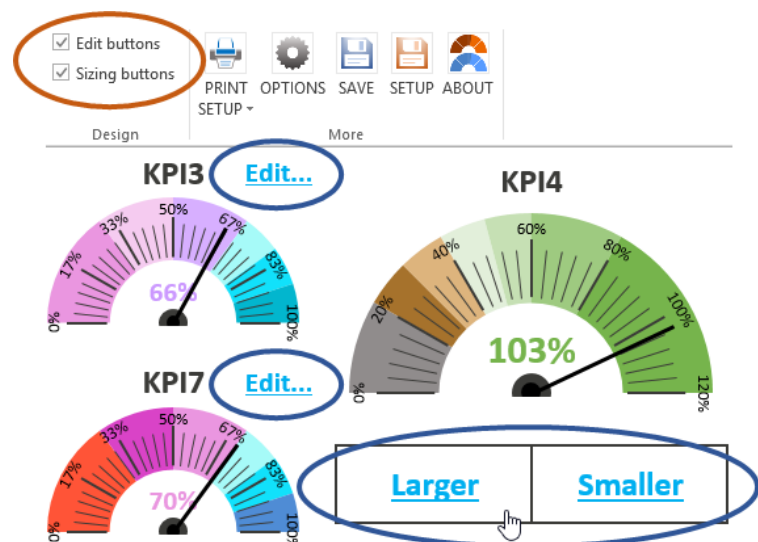 Edit buttons
Sizing buttons
PRINT SETUP
OPTIONS
SAVE
SETUP
ABOUT
Design
More
KPI3
Edit...
0%
17%
33%
50%
67%
83%
100%
66%
KPI4
0%
20%
40%
60%
80%
100%
120%
103%
KPI7
Edit...
0%
17%
33%
50%
67%
83%
100%
70%
Larger
Smaller